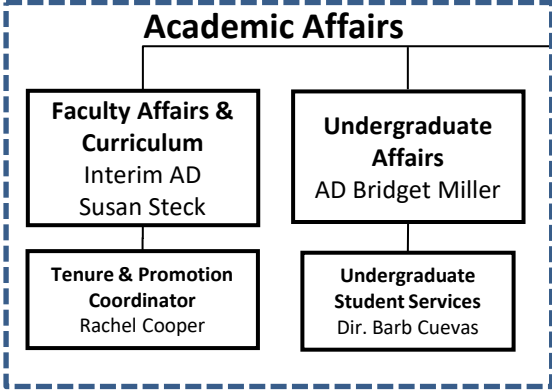 Academic Affairs
Faculty Affairs &
Curriculum
Interim AD
Susan Steck
Undergraduate
Affairs
AD Bridget Miller
Tenure & Promotion
Coordinator
Rachel Cooper
Undergraduate
Student Services
Dir. Barb Cuevas